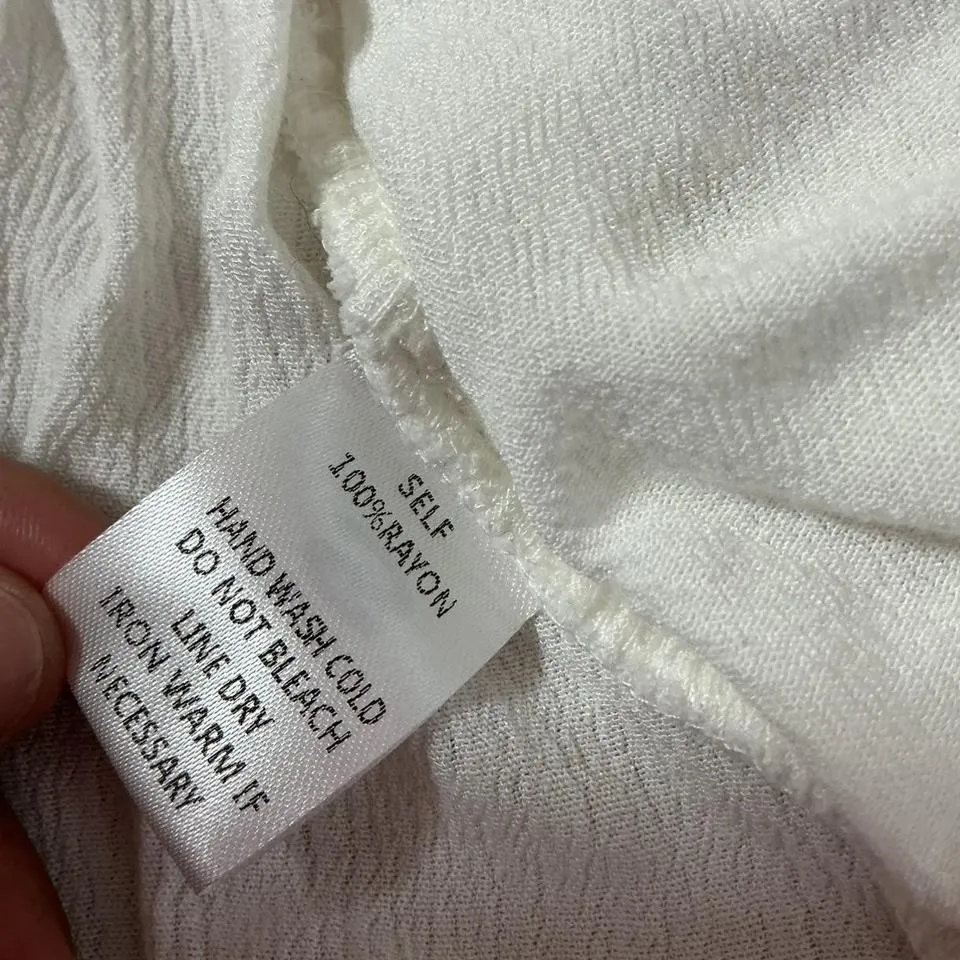 SELF
100%RAYON
HAND WASH COLD
DO NOT BLEACH
LINE DRY
IRON WARM IF
NECESSARY